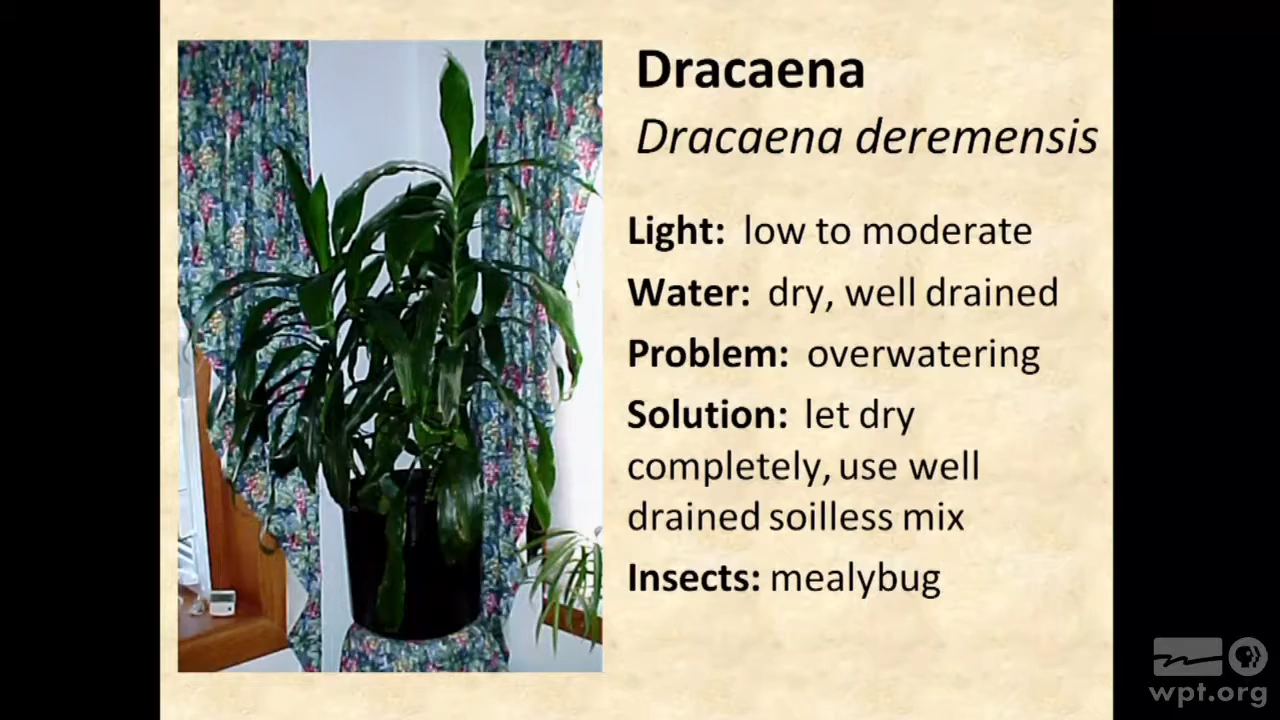 Dracaena
Dracaena deremensis
Light: low to moderate
Water: dry, well drained
Problem: overwatering
Solution: let dry
completely, use well
drained soilless mix
Insects: mealybug
wpt.org